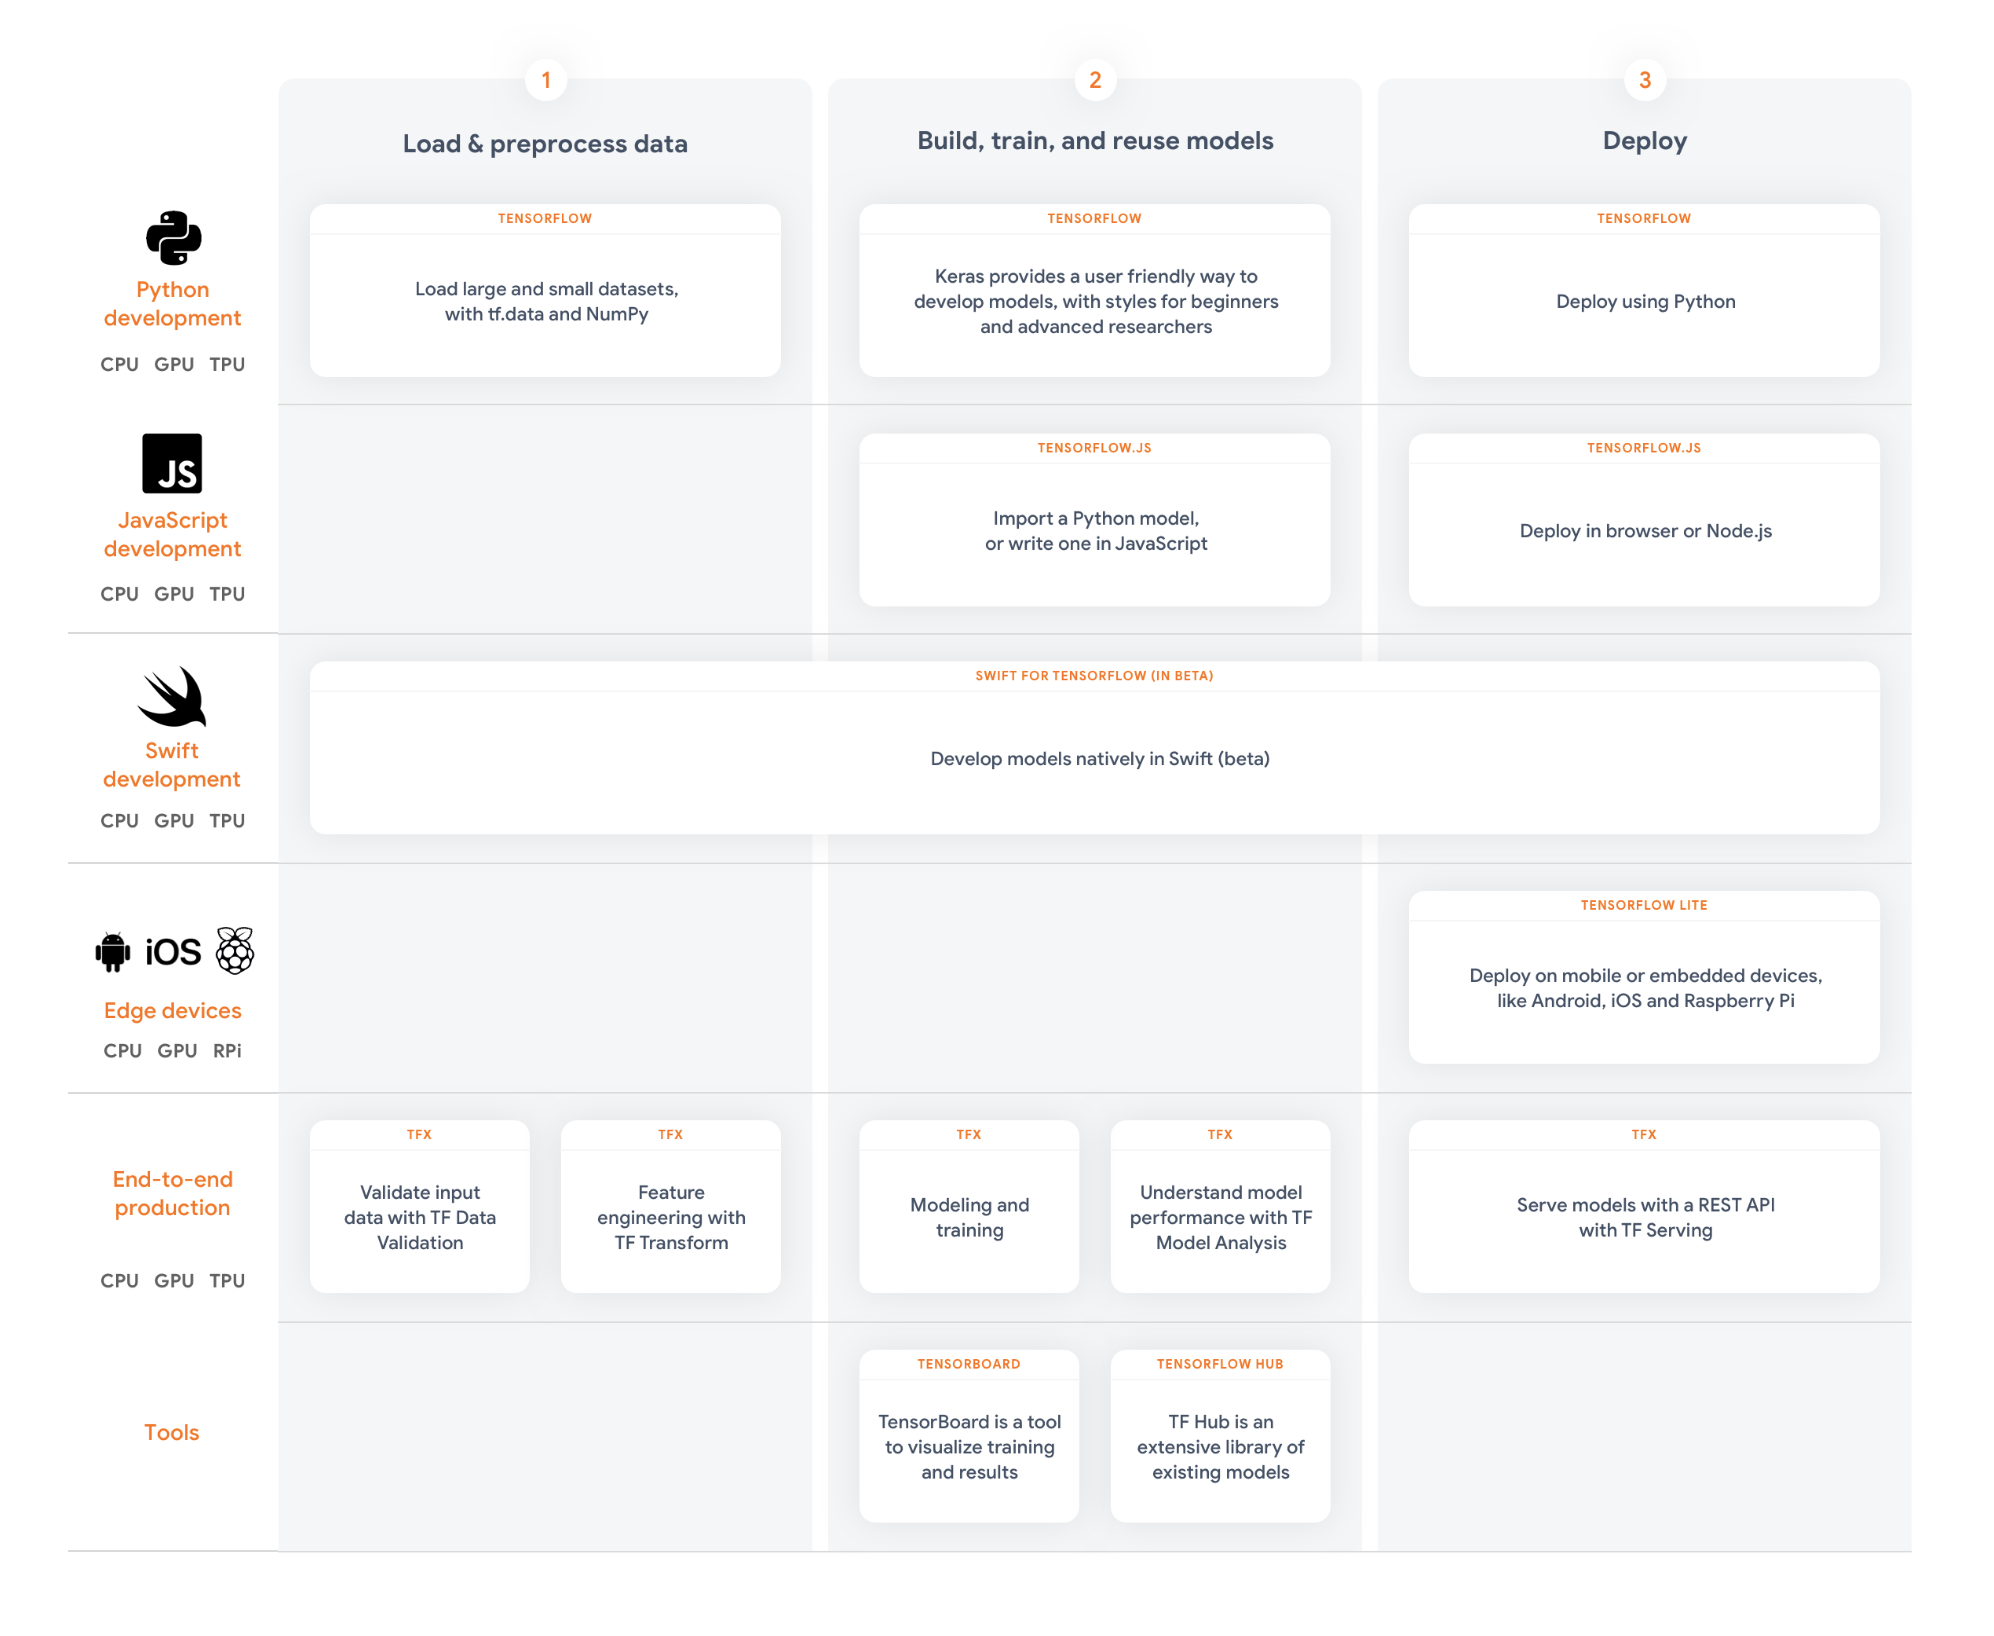 1
Load & preprocess data
2
Build, train, and reuse models
3
Deploy
Python
development
CPU GPU TPU
TENSORFLOW
Load large and small datasets,
with tf.data and NumPy
TENSORFLOW
Keras provides a user friendly way to
develop models, with styles for beginners
and advanced researchers
TENSORFLOW
Deploy using Python
JS
JavaScript
development
CPU GPU TPU
TENSORFLOW.JS
Import a Python model,
or write one in JavaScript
TENSORFLOW.JS
Deploy in browser or Node.js
Swift
development
CPU GPU TPU
SWIFT FOR TENSORFLOW (IN BETA)
Develop models natively in Swift (beta)
iOS
Edge devices
CPU GPU RPi
TENSORFLOW LITE
Deploy on mobile or embedded devices,
like Android, iOS and Raspberry Pi
End-to-end
production
CPU GPU TPU
TFX
Validate input
data with TF Data
Validation
TFX
Feature
engineering with
TF Transform
TFX
Modeling and
training
TFX
Understand model
performance with TF
Model Analysis
TFX
Serve models with a REST API
with TF Serving
Tools
TENSORBOARD
TensorBoard is a tool
to visualize training
and results
TENSORFLOW HUB
TF Hub is an
extensive library of
existing models